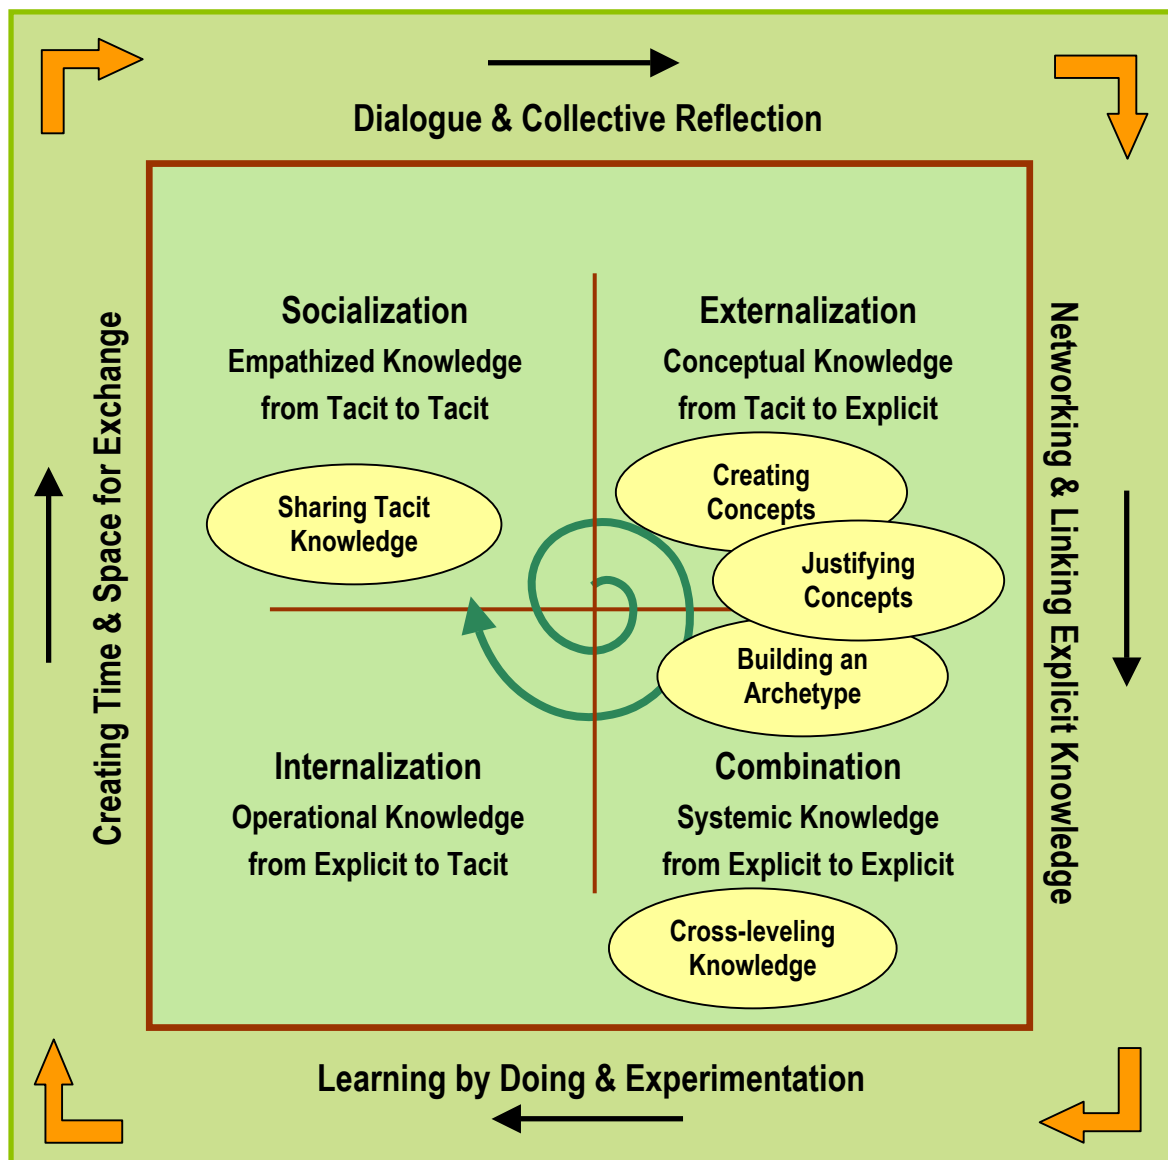 Dialogue & Collective Reflection
Creating Time & Space for Exchange
Socialization
Empathized Knowledge
from Tacit to Tacit
Sharing Tacit
Knowledge
Externalization
Conceptual Knowledge
from Tacit to Explicit
Creating
Concepts
Justifying
Concepts
Building an
Archetype
Networking & Linking Explicit Knowledge
Internalization
Operational Knowledge
from Explicit to Tacit
Combination
Systemic Knowledge
from Explicit to Explicit
Cross-leveling
Knowledge
Learning by Doing & Experimentation